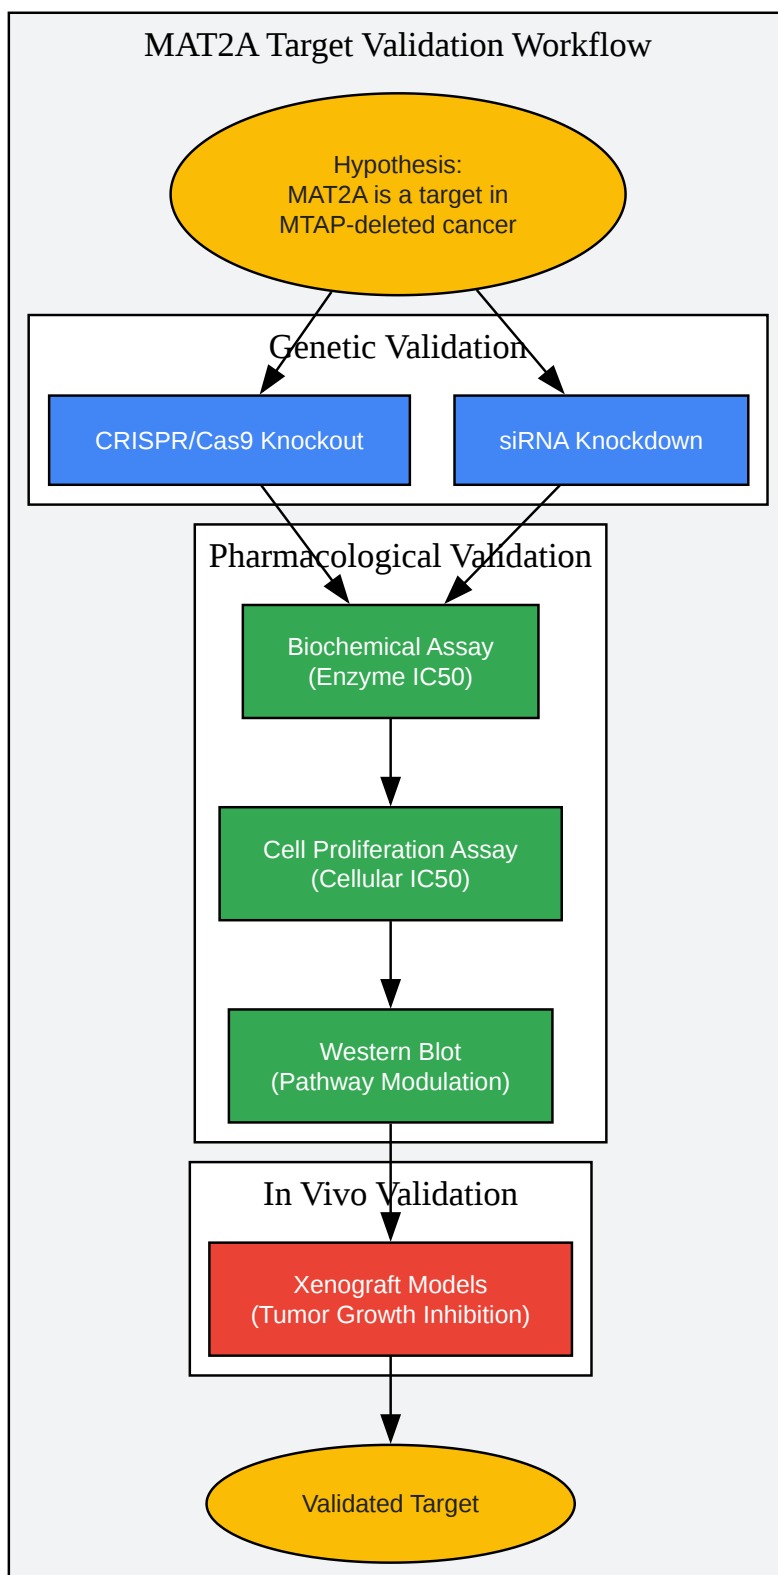 MAT2A Target Validation Workflow
Hypothesis:
MAT2A is a target in
MTAP-deleted cancer
Genetic Validation
CRISPR/Cas9 Knockout
siRNA Knockdown
Pharmacological Validation
Biochemical Assay
(Enzyme IC50)
Cell Proliferation Assay
(Cellular IC50)
Western Blot
(Pathway Modulation)
In Vivo Validation
Xenograft Models
(Tumor Growth Inhibition)
Validated Target